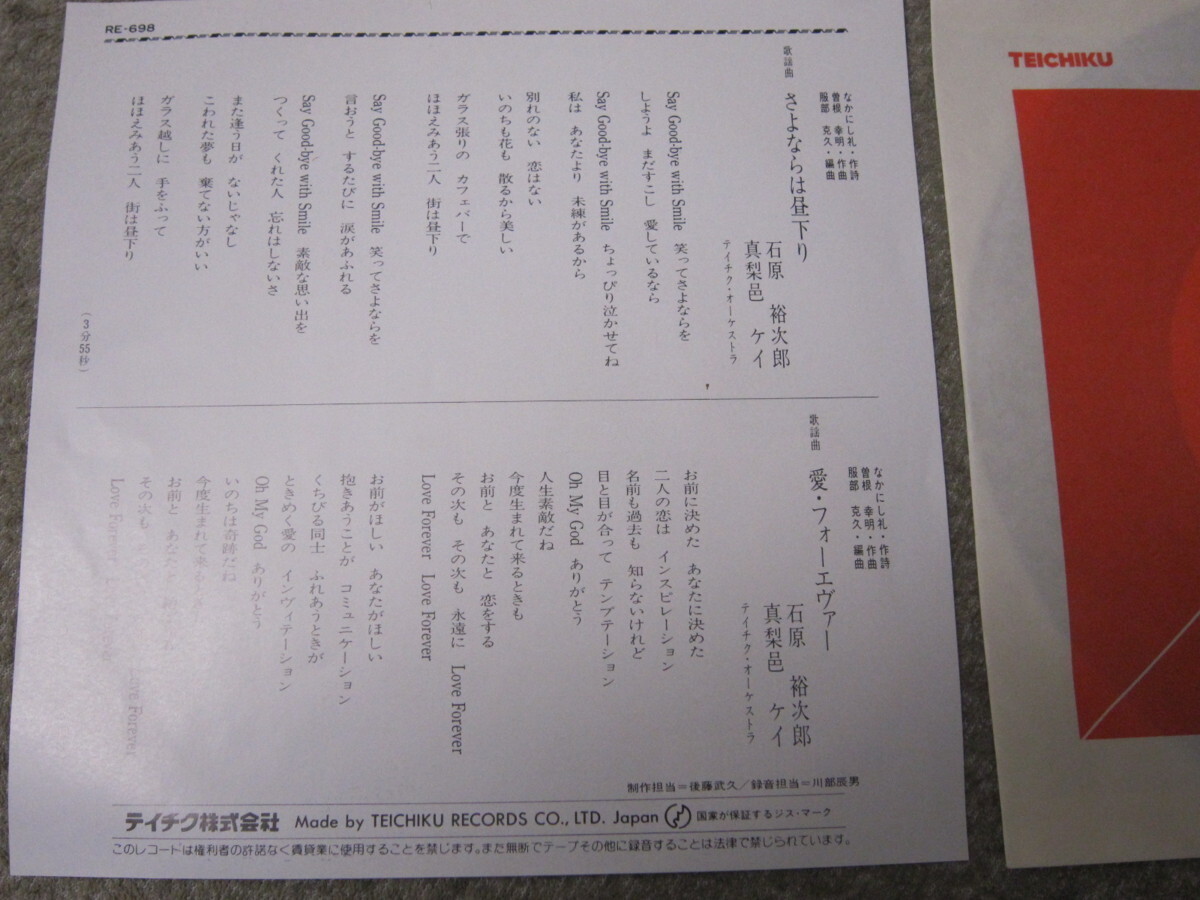 RE-698
歌謡曲
さよならは昼下り
なかにし礼・作詩
曽根 幸明・作曲
服部 克久・編曲
石原 裕次郎
真梨邑 ケイ
テイチク・オーケストラ
Say Good-bye with Smile 笑ってさよならを
しようよ まだすこし 愛しているなら
Say Good-bye with Smile ちょっぴり泣かせてね
私は あなたより 未練があるから
別れのない 恋はない
いのちも花も 散るから美しい
ガラス張りの カフェバーで
ほほえみあう二人 街は昼下り
Say Good-bye with Smile 笑ってさよならを
言おうと するたびに 涙があふれる
Say Good-bye with Smile 素敵な思い出を
つくって くれた人 忘れはしないさ
また逢う日が ないじゃなし
こわれた夢も 棄てない方がいい
ガラス越しに 手をふって
ほほえみあう二人 街は昼下り
(3分55秒)
歌謡曲
愛・フォーエヴァー
なかにし礼・作詩
曽根 幸明・作曲
服部 克久・編曲
石原 裕次郎
真梨邑 ケイ
テイチク・オーケストラ
お前に決めた あなたに決めた
二人の恋は インスピレーション
名前も過去も 知らないけれど
目と目が合って テンプテーション
Oh My God ありがとう
人生素敵だね
今度生まれて来るときも
お前と あなたと 恋をする
その次も その次も 永遠に Love Forever
Love Forever Love Forever
お前がほしい あなたがほしい
抱きあうことが コミュニケーション
くちびる同士 ふれあうときが
ときめく愛の インヴィテーション
Oh My God ありがとう
いのちは奇跡だね
今度生まれて来る
お前と あなた
その次も Love Forever
Love Forever
制作担当=後藤武久/録音担当=川部辰男
テイチク株式会社 Made by TEICHIKU RECORDS CO., LTD. Japan 国家が保証するジス・マーク
このレコードは権利者の許諾なく賃貸業に使用することを禁じます。また無断でテープその他に録音することは法律で禁じられています。
TEICHIKU